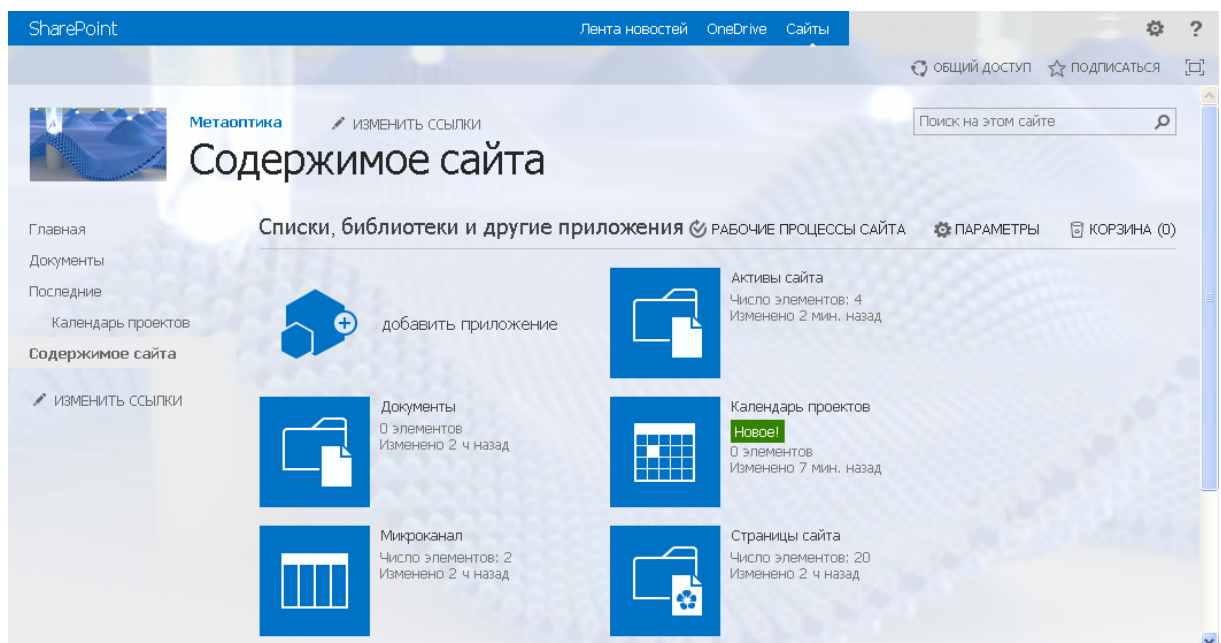 SharePoint
Лента новостей OneDrive Сайты
?
ОБЩИЙ ДОСТУП ПОДПИСАТЬСЯ
Метаоптика ИЗМЕНИТЬ ССЫЛКИ
Поиск на этом сайте
Содержимое сайта
Главная
Документы
Последние
Календарь проектов
Содержимое сайта
ИЗМЕНИТЬ ССЫЛКИ
Списки, библиотеки и другие приложения РАБОЧИЕ ПРОЦЕССЫ САЙТА ПАРАМЕТРЫ КОРЗИНА (0)
добавить приложение
Активы сайта
Число элементов: 4
Изменено 2 мин. назад
Документы
0 элементов
Изменено 2 ч назад
Календарь проектов
Новое!
0 элементов
Изменено 7 мин. назад
Микроканал
Число элементов: 2
Изменено 2 ч назад
Страницы сайта
Число элементов: 20
Изменено 2 ч назад